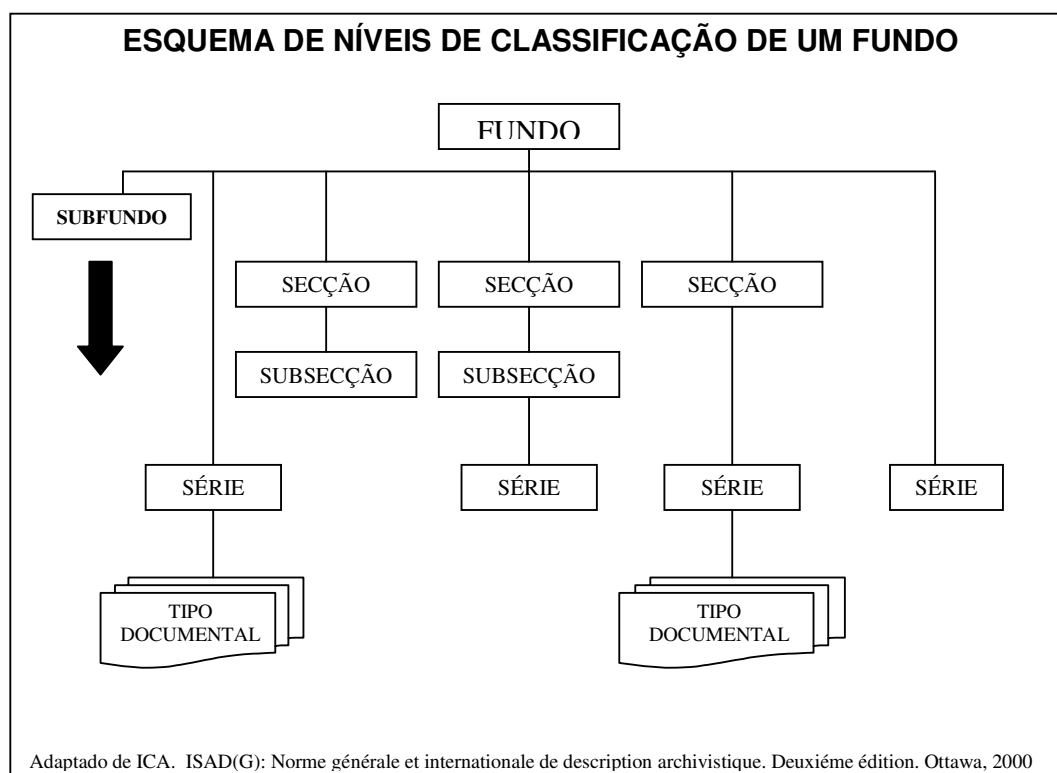 ESQUEMA DE NÍVEIS DE CLASSIFICAÇÃO DE UM FUNDO
FUNDO
SUBFUNDO
SECÇÃO
SECÇÃO
SECÇÃO
SUBSECÇÃO
SUBSECÇÃO
SÉRIE
SÉRIE
SÉRIE
SÉRIE
TIPO
DOCUMENTAL
TIPO
DOCUMENTAL
Adaptado de ICA. ISAD(G): Norme générale et internationale de description archivistique. Deuxiéme édition. Ottawa, 2000